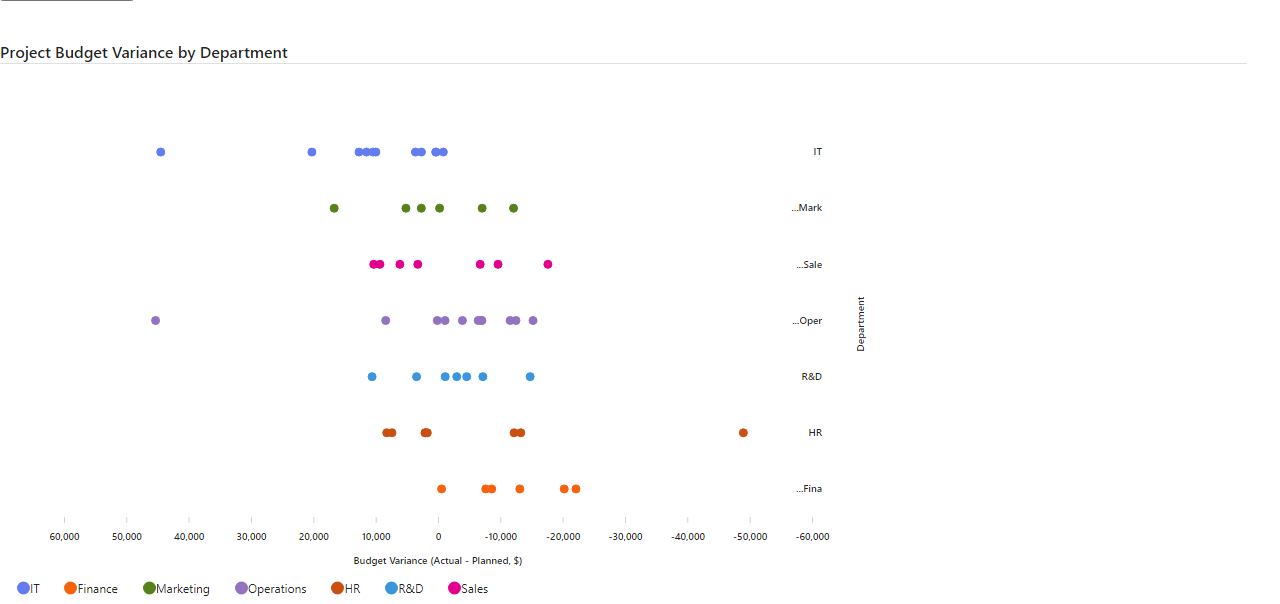 Project Budget Variance by Department
IT
...Mark
...Sale
...Oper
R&D
HR
...Fina
Department
60,000 50,000 40,000 30,000 20,000 10,000 0 -10,000 -20,000 -30,000 -40,000 -50,000 -60,000
Budget Variance (Actual - Planned, $)
IT Finance Marketing Operations HR R&D Sales